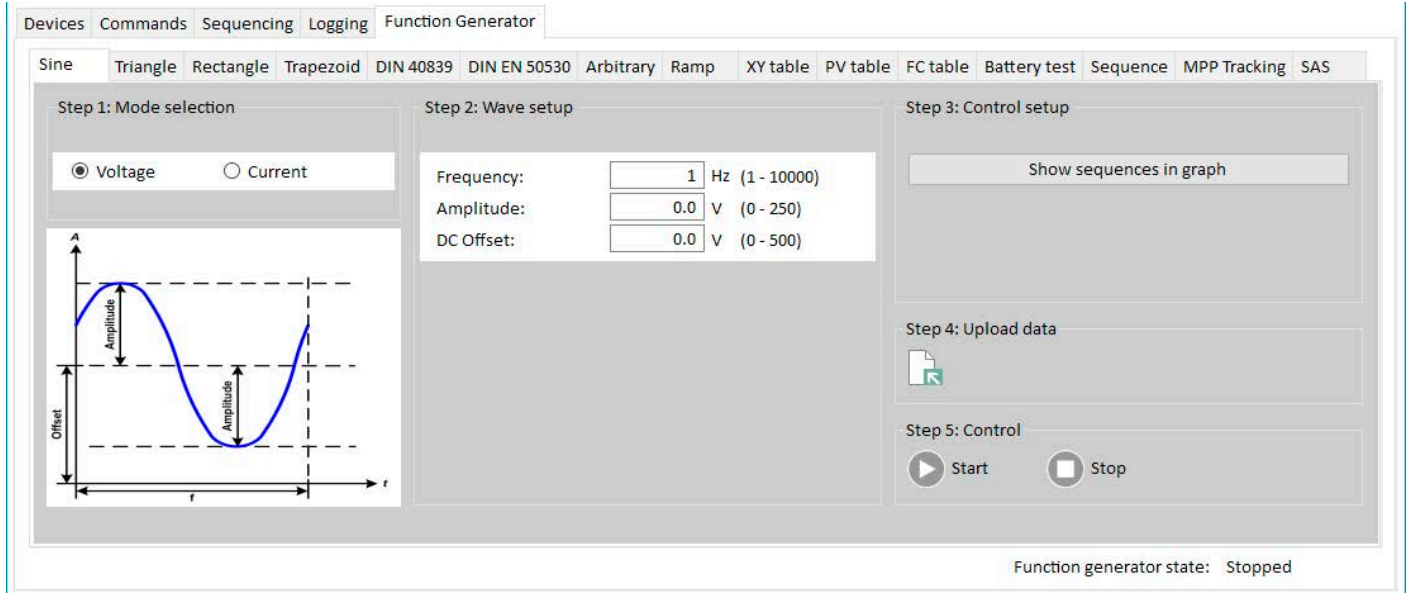 Devices Commands Sequencing Logging Function Generator
Sine Triangle Rectangle Trapezoid DIN 40839 DIN EN 50530 Arbitrary Ramp XY table PV table FC table Battery test Sequence MPP Tracking SAS
Step 1: Mode selection
Voltage Current
A
Amplitude
Amplitude
Offset
t
f
Step 2: Wave setup
Frequency: 1 Hz (1 - 10000)
Amplitude: 0.0 V (0 - 250)
DC Offset: 0.0 V (0 - 500)
Step 3: Control setup
Show sequences in graph
Step 4: Upload data
Step 5: Control
Start Stop
Function generator state: Stopped